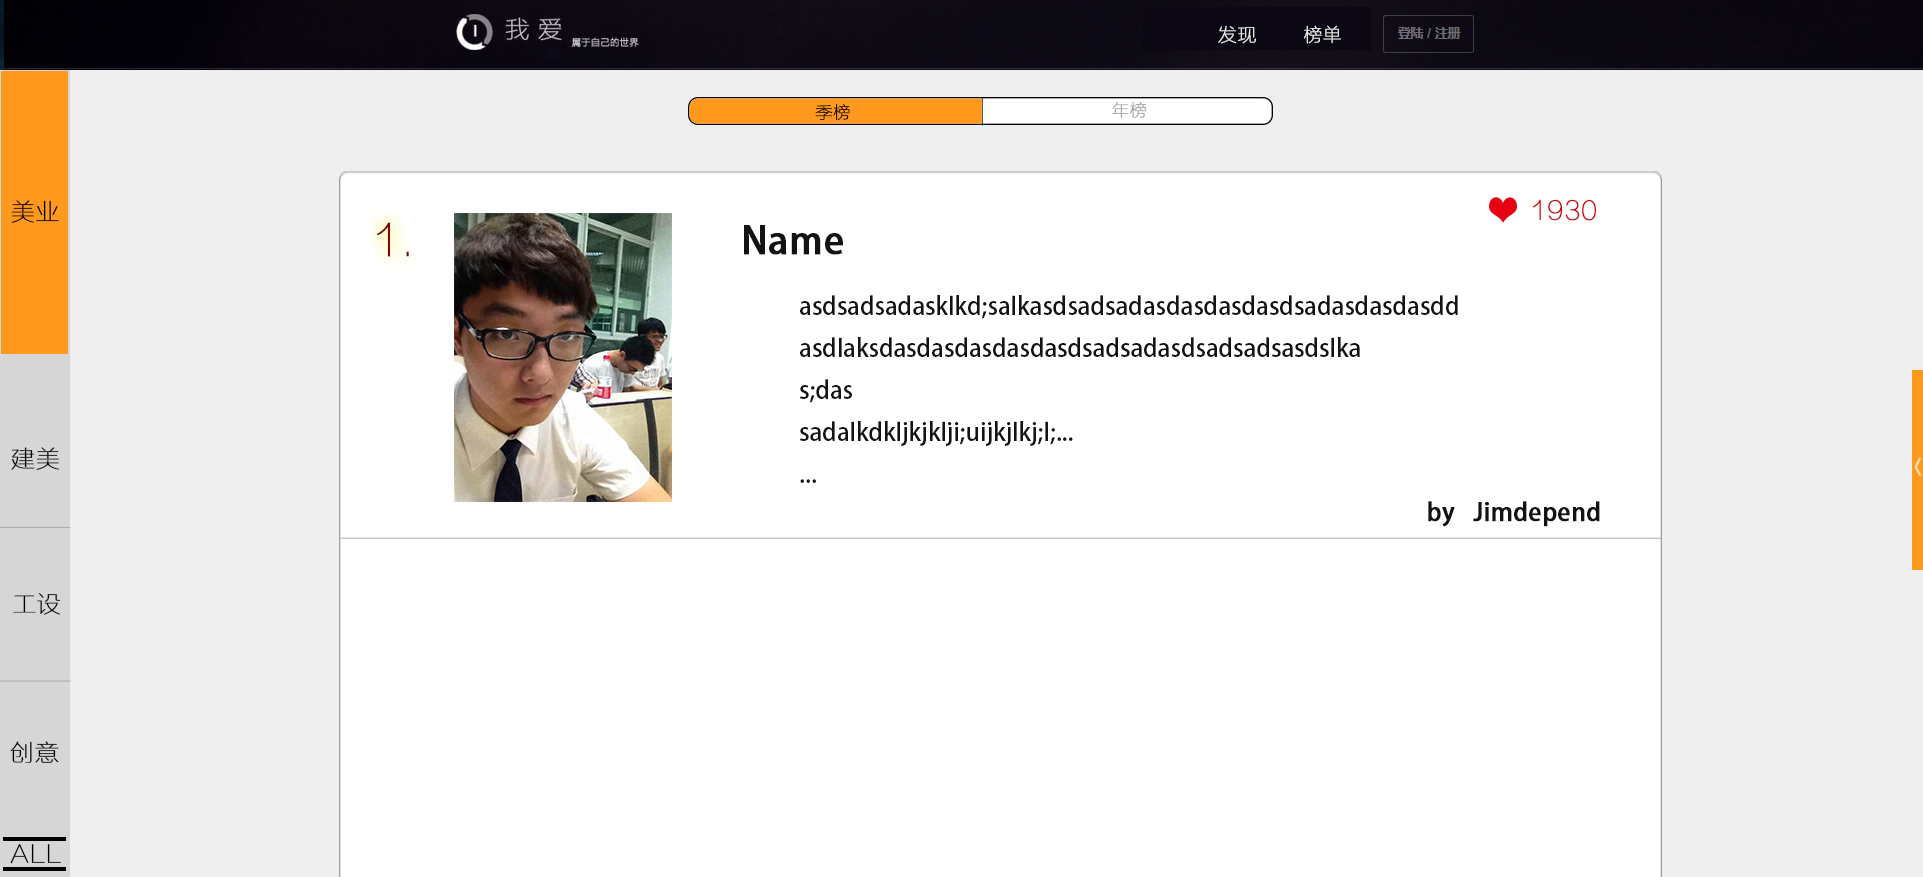 我 爱 属于自己的世界
发现 榜单 登陆 / 注册
季榜 年榜
美业
建美
工设
创意
ALL
1.
1930
Name
asdsadsadasklkd;salkasdsadsadasdasdasdasdsadasdasdasdd
asdlaksdasdasdasdasdasdsadsadasdsadsadsasdslka
s;das
sadalkdkljkjklji;uijkjlkj;l;...
...
by Jimdepend